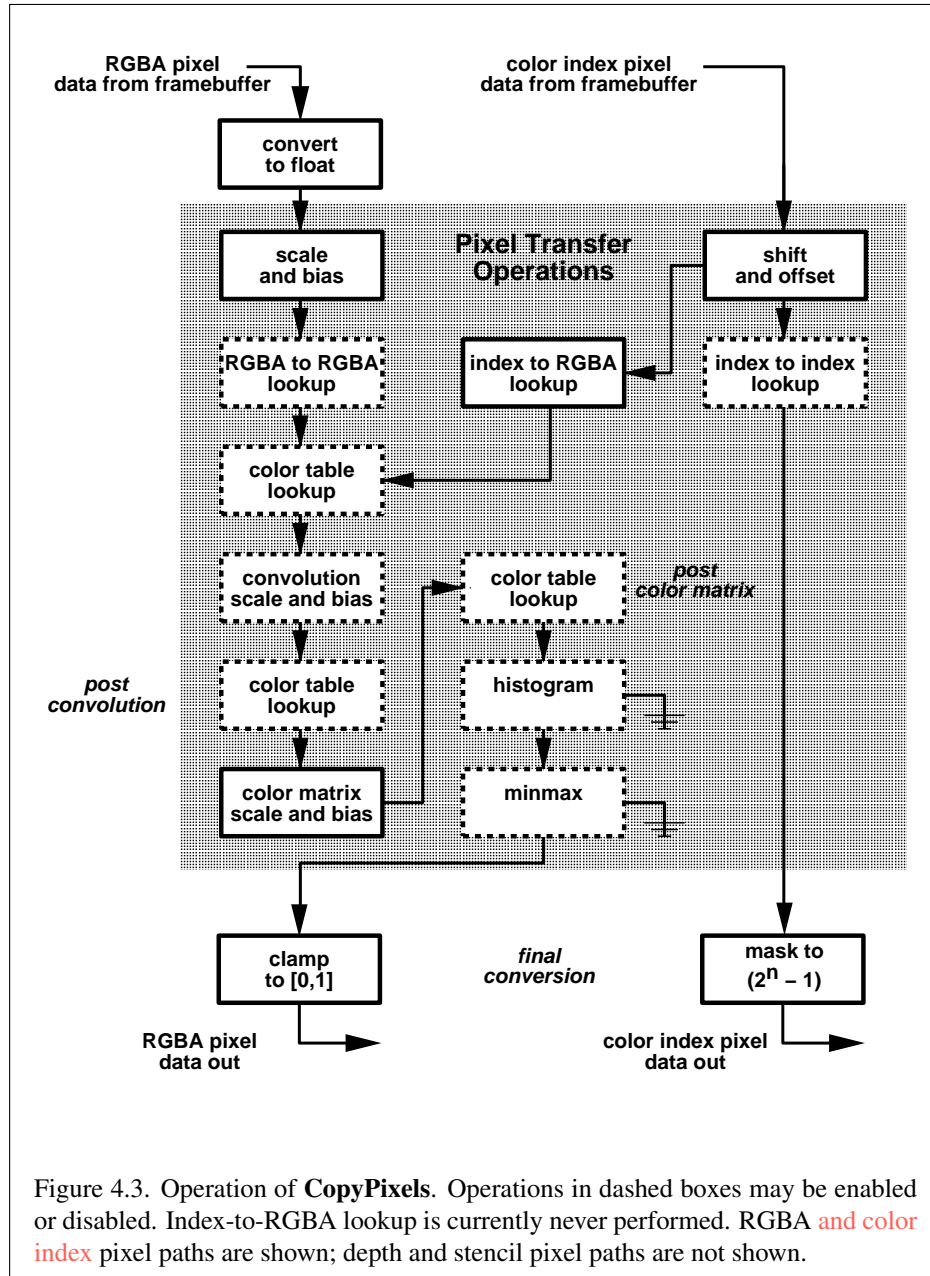 RGBA pixel
data from framebuffer
color index pixel
data from framebuffer
convert
to float
Pixel Transfer
Operations
scale
and bias
shift
and offset
RGBA to RGBA
lookup
index to RGBA
lookup
index to index
lookup
color table
lookup
convolution
scale and bias
color table
lookup
post
color matrix
post
convolution
color table
lookup
histogram
color matrix
scale and bias
minmax
clamp
to [0,1]
final
conversion
mask to
(2^n − 1)
RGBA pixel
data out
color index pixel
data out
Figure 4.3. Operation of CopyPixels. Operations in dashed boxes may be enabled
or disabled. Index-to-RGBA lookup is currently never performed. RGBA and color
index pixel paths are shown; depth and stencil pixel paths are not shown.